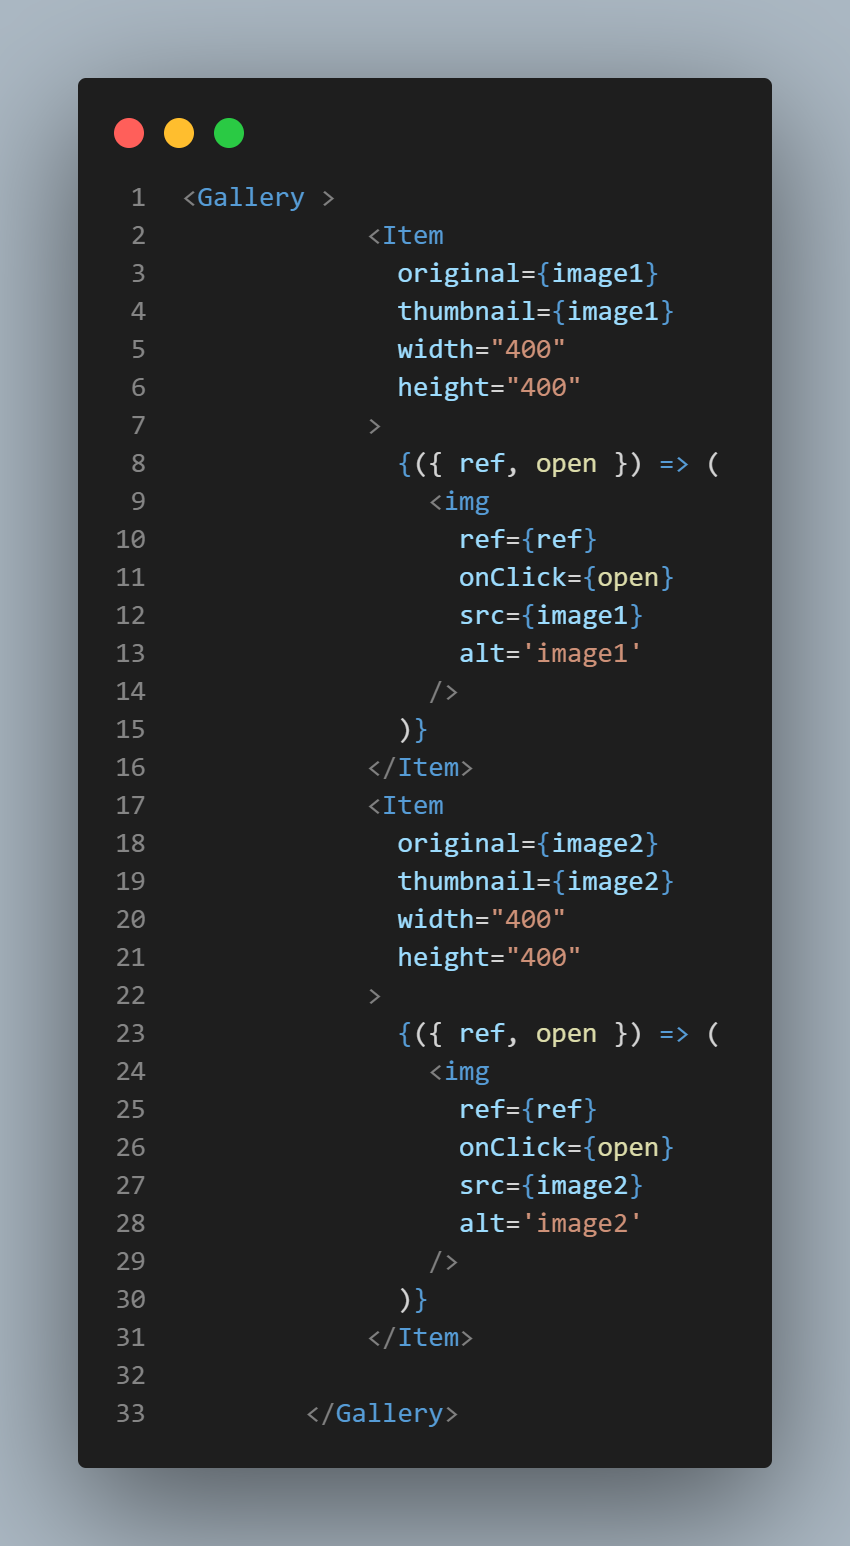 1 <Gallery >
2 <Item
3 original={image1}
4 thumbnail={image1}
5 width="400"
6 height="400"
7 >
8 {({ ref, open }) => (
9 <img
10 ref={ref}
11 onClick={open}
12 src={image1}
13 alt='image1'
14 />
15 )}
16 </Item>
17 <Item
18 original={image2}
19 thumbnail={image2}
20 width="400"
21 height="400"
22 >
23 {({ ref, open }) => (
24 <img
25 ref={ref}
26 onClick={open}
27 src={image2}
28 alt='image2'
29 />
30 )}
31 </Item>
32
33 </Gallery>